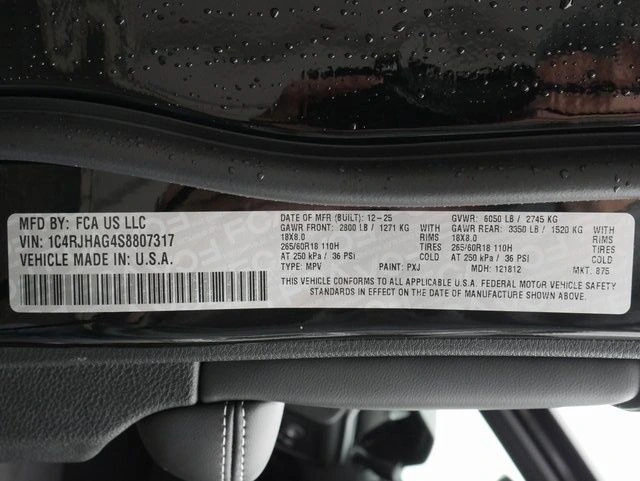 MFD BY: FCA US LLC
VIN: 1C4RJHAG4S8807317
VEHICLE MADE IN: U.S.A.
DATE OF MFR (BUILT): 12-25 GVWR: 6050 LB / 2745 KG
GAWR FRONT: 2800 LB / 1271 KG WITH GAWR REAR: 3350 LB / 1520 KG WITH
18X8.0 18X8.0
265/60R18 110H TIRES 265/60R18 110H TIRES
AT 250 kPa / 36 PSI COLD AT 250 kPa / 36 PSI COLD
TYPE: MPV PAINT: PXJ MDH: 121812 MKT: 875
THIS VEHICLE CONFORMS TO ALL APPLICABLE U.S.A. FEDERAL MOTOR VEHICLE SAFETY
STANDARDS IN EFFECT ON THE DATE OF MANUFACTURE SHOWN ABOVE.